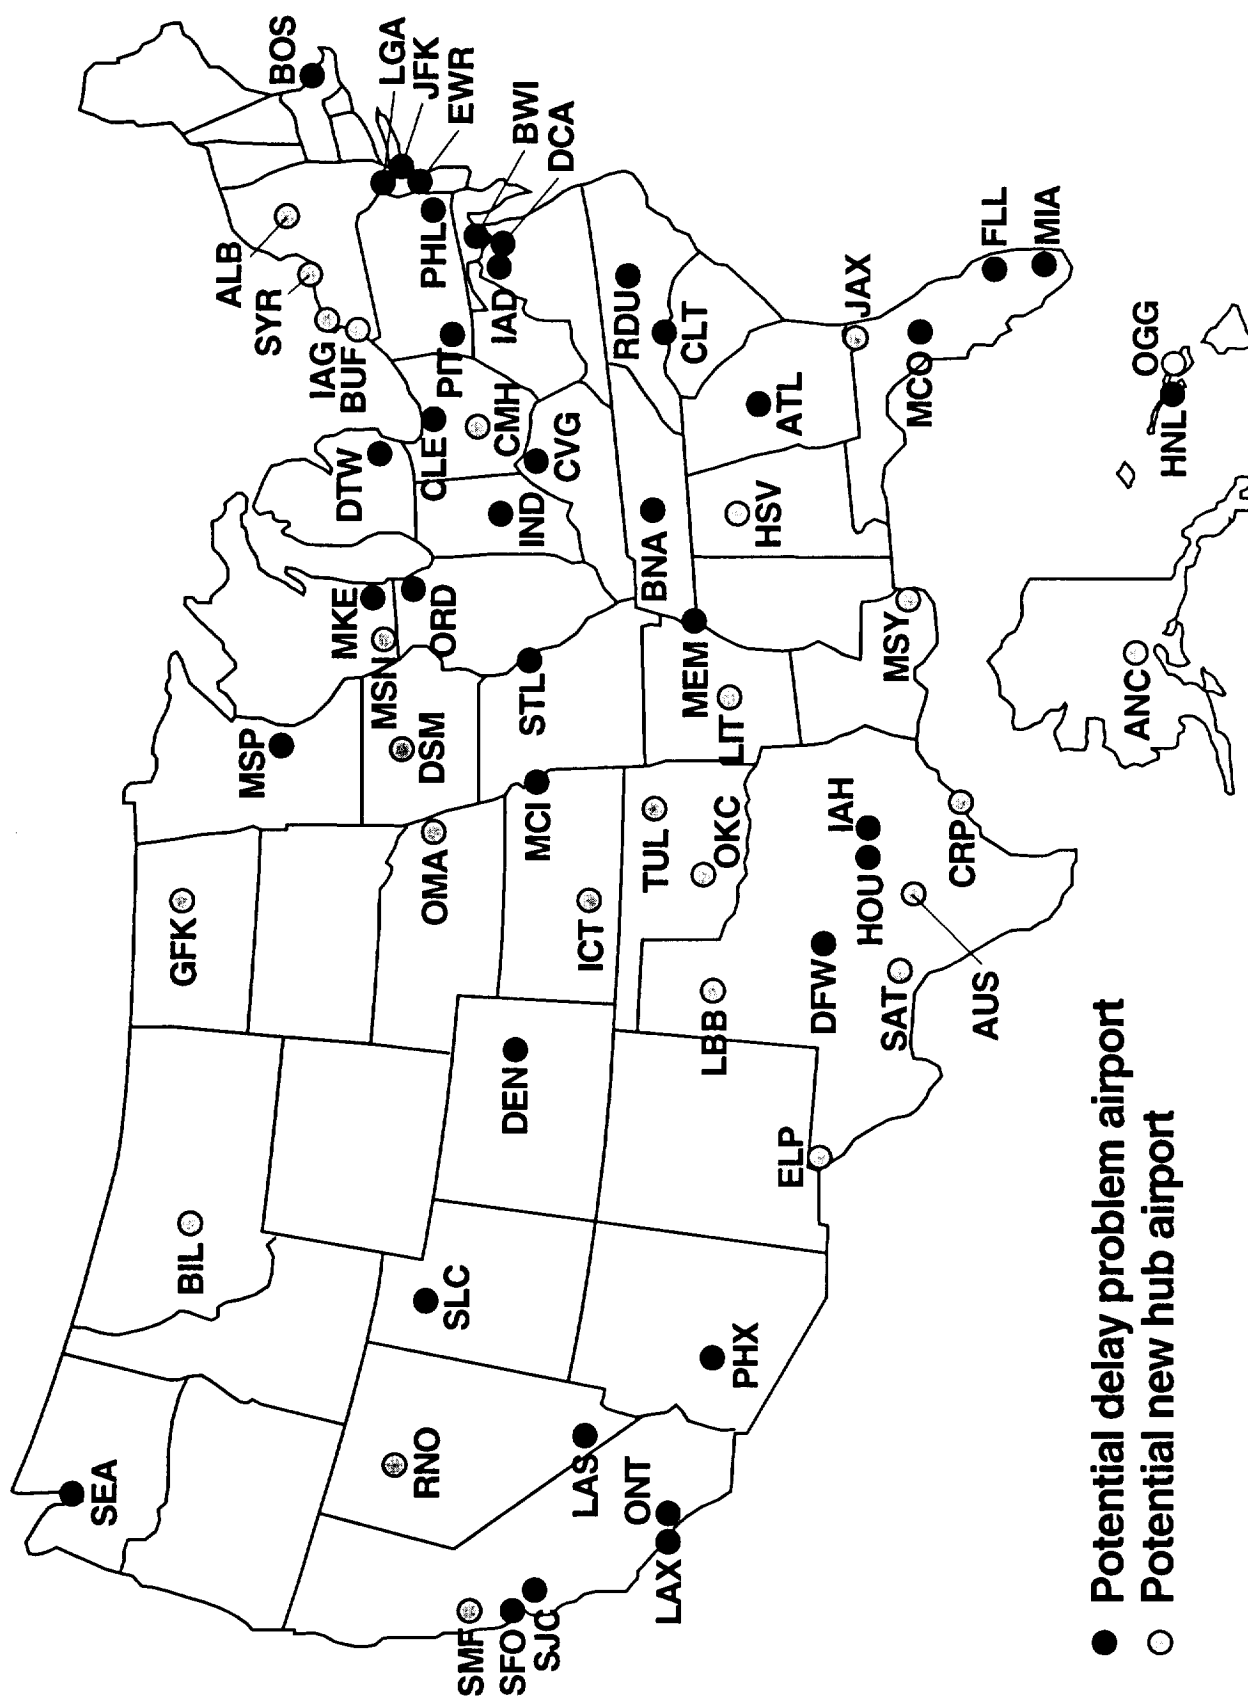 SEA
BIL
GFK
MSP
MKE
MSN
DTW
IAG
BUF
SYR
ALB
BOS
LGA
JFK
EWR
BWI
DCA
PHL
PIT
IAD
CLE
CMH
CVG
IND
ORD
DSM
OMA
STL
MCI
DEN
SLC
RNO
SMF
SFO
SJC
LAS
ONT
LAX
PHX
ELP
LBB
ICT
TUL
OKC
LIT
MEM
BNA
HSV
ATL
CLT
RDU
JAX
MCO
FLL
MIA
MSY
IAH
HOU
DFW
SAT
AUS
CRP
ANC
HNL
OGG
Potential delay problem airport
Potential new hub airport